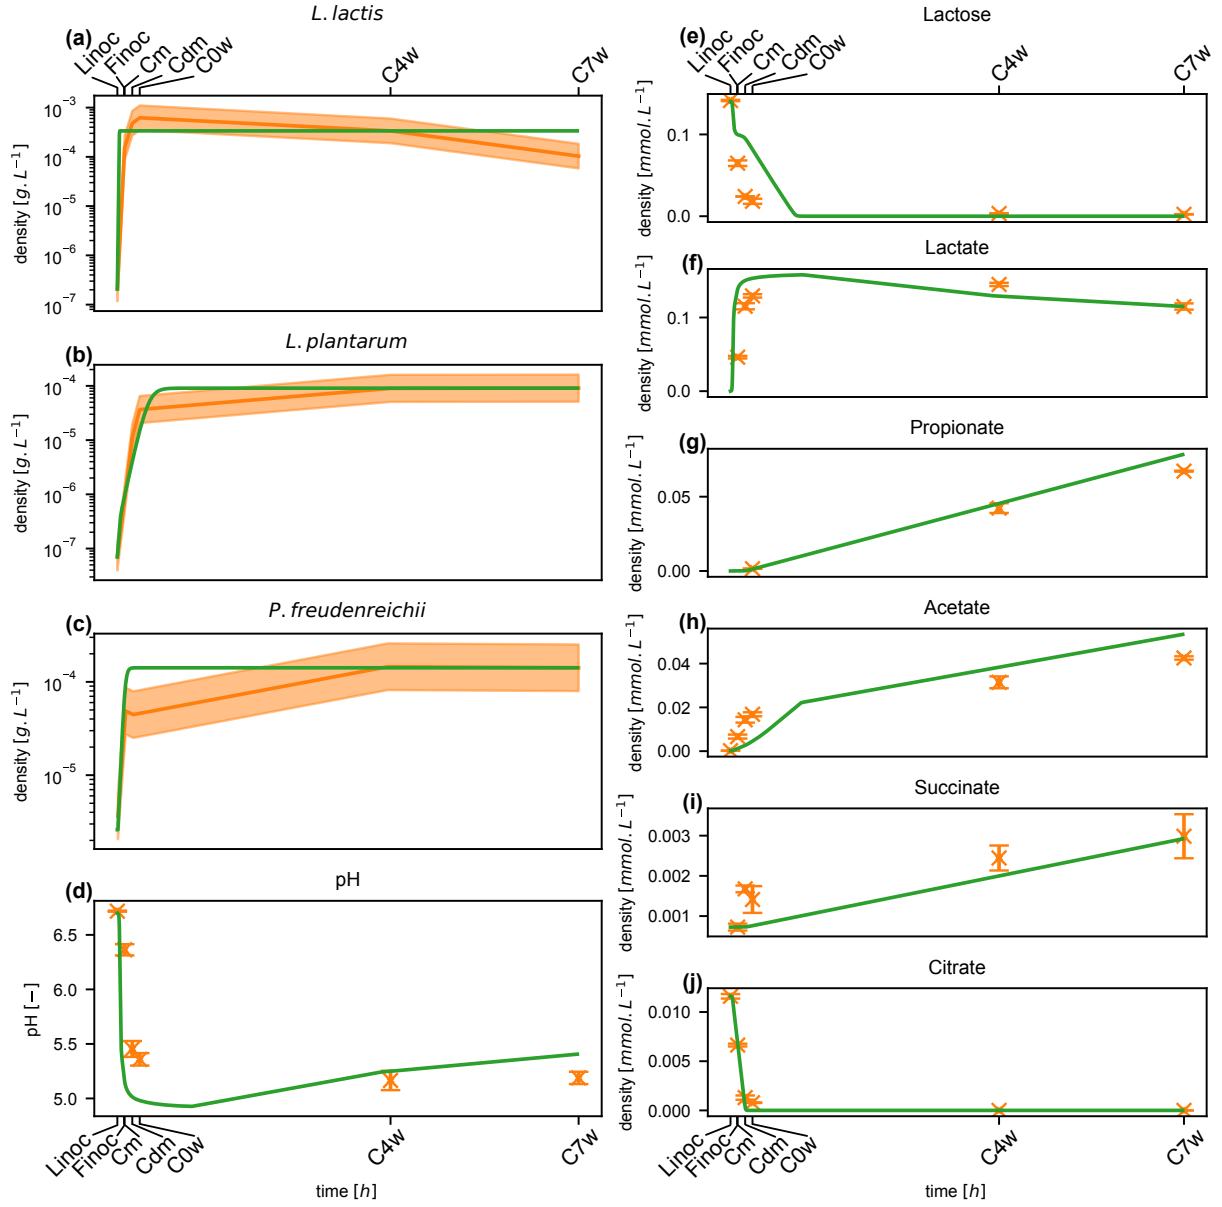 L. lactis
(a)
Linoc
Finoc
Cm
Cdm
C0w
C4w
C7w
10⁻³
10⁻⁴
10⁻⁵
10⁻⁶
10⁻⁷
density [g. L⁻¹]
L. plantarum
(b)
10⁻⁴
10⁻⁵
10⁻⁶
10⁻⁷
density [g. L⁻¹]
P. freudenreichii
(c)
10⁻⁴
10⁻⁵
density [g. L⁻¹]
pH
(d)
6.5
6.0
5.5
5.0
pH [−]
Linoc
Finoc
Cm
Cdm
C0w
C4w
C7w
time [h]
Lactose
(e)
Linoc
Finoc
Cm
Cdm
C0w
C4w
C7w
0.1
0.0
density [mmol. L⁻¹]
Lactate
(f)
0.1
0.0
density [mmol. L⁻¹]
Propionate
(g)
0.05
0.00
density [mmol. L⁻¹]
Acetate
(h)
0.04
0.02
0.00
density [mmol. L⁻¹]
Succinate
(i)
0.003
0.002
0.001
density [mmol. L⁻¹]
Citrate
(j)
0.010
0.005
0.000
density [mmol. L⁻¹]
Linoc
Finoc
Cm
Cdm
C0w
C4w
C7w
time [h]